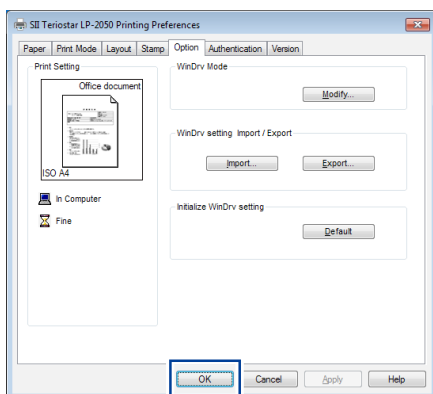 SII Teriostar LP-2050 Printing Preferences
Paper Print Mode Layout Stamp Option Authentication Version
Print Setting
Office document
ISO A4
In Computer
Fine
WinDrv Mode
Modify...
WinDrv setting Import / Export
Import... Export...
Initialize WinDrv setting
Default
OK Cancel Apply Help